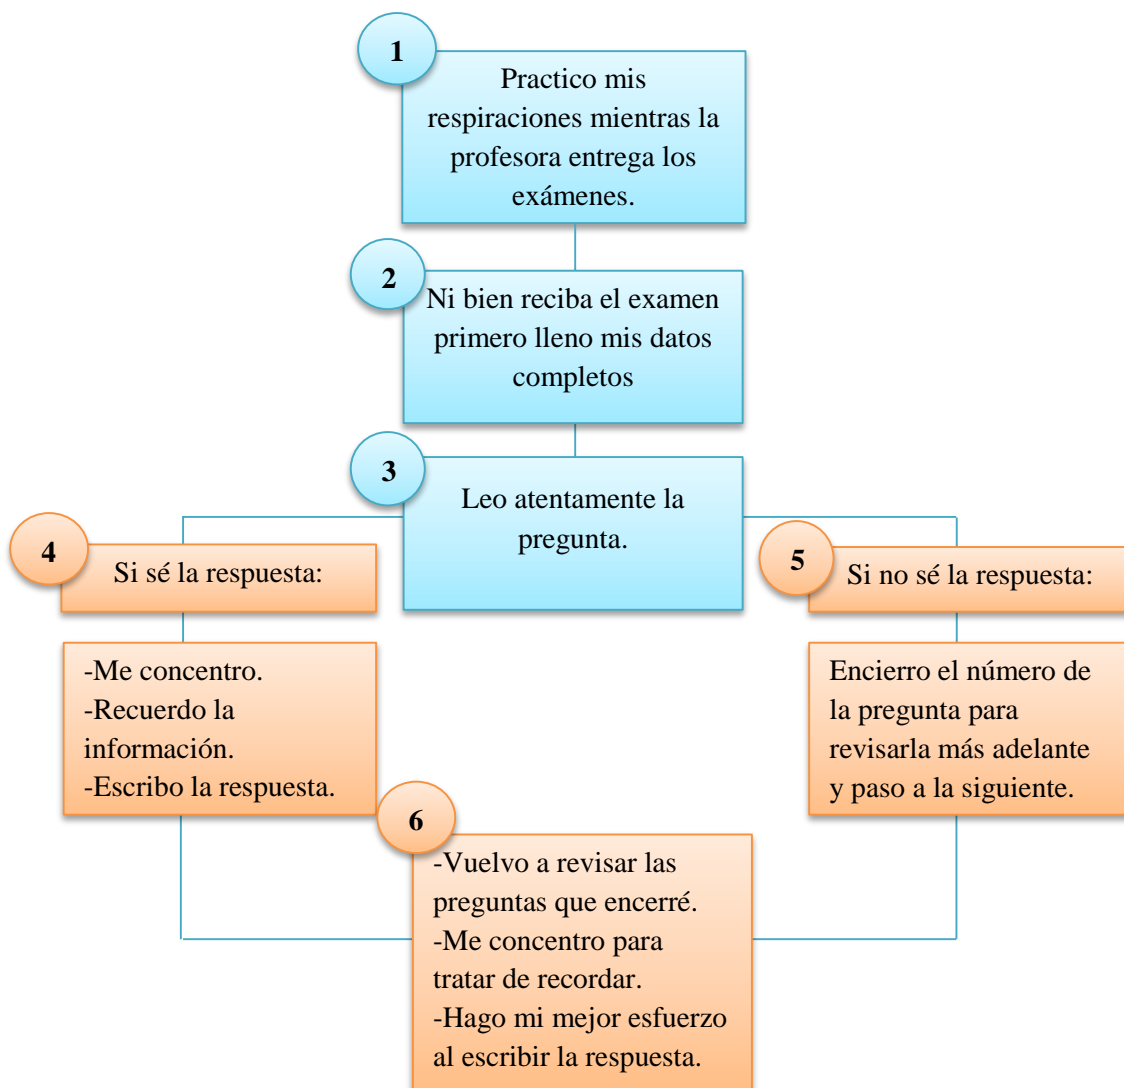 1
Practico mis
respiraciones mientras la
profesora entrega los
exámenes.
2
Ni bien reciba el examen
primero lleno mis datos
completos
3
Leo atentamente la
pregunta.
4
Si sé la respuesta:
-Me concentro.
-Recuerdo la
información.
-Escribo la respuesta.
5
Si no sé la respuesta:
Encierro el número de
la pregunta para
revisarla más adelante
y paso a la siguiente.
6
-Vuelvo a revisar las
preguntas que encerré.
-Me concentro para
tratar de recordar.
-Hago mi mejor esfuerzo
al escribir la respuesta.